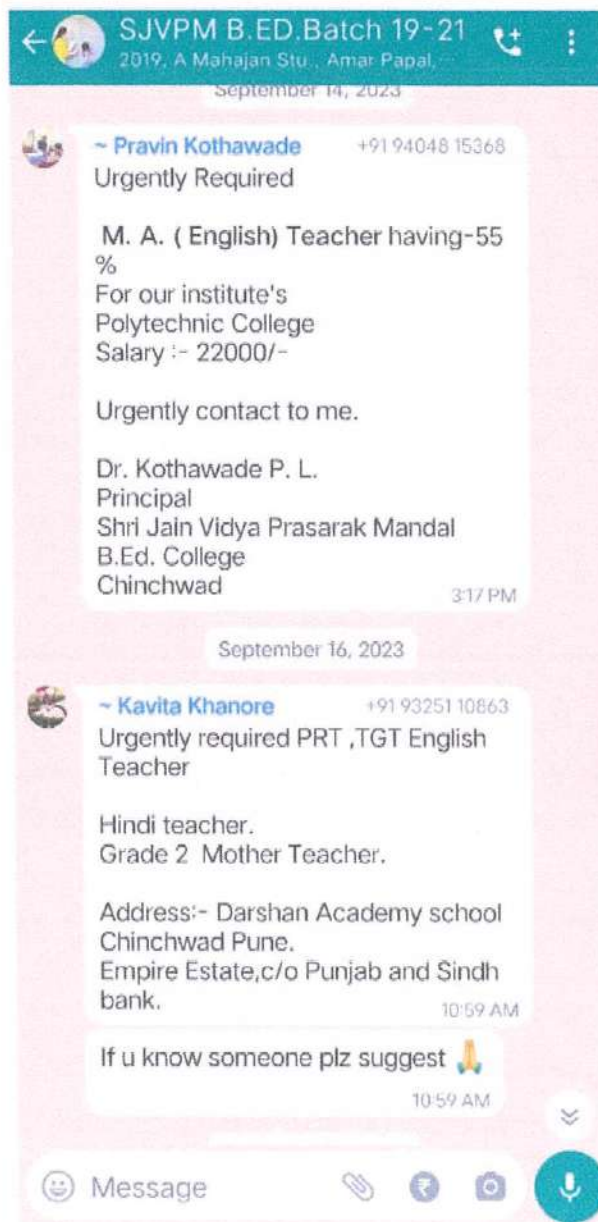 SJVPM B.ED.Batch 19-21
2019, A Mahajan Stu., Amar Papal,...
September 14, 2023
~ Pravin Kothawade +91 94048 15368
Urgently Required
M. A. ( English) Teacher having-55
%
For our institute's
Polytechnic College
Salary :- 22000/-
Urgently contact to me.
Dr. Kothawade P. L.
Principal
Shri Jain Vidya Prasarak Mandal
B.Ed. College
Chinchwad
3:17 PM
September 16, 2023
~ Kavita Khanore +91 93251 10863
Urgently required PRT ,TGT English
Teacher
Hindi teacher.
Grade 2 Mother Teacher.
Address:- Darshan Academy school
Chinchwad Pune.
Empire Estate,c/o Punjab and Sindh
bank.
10:59 AM
If u know someone plz suggest 🙏
10:59 AM
Message